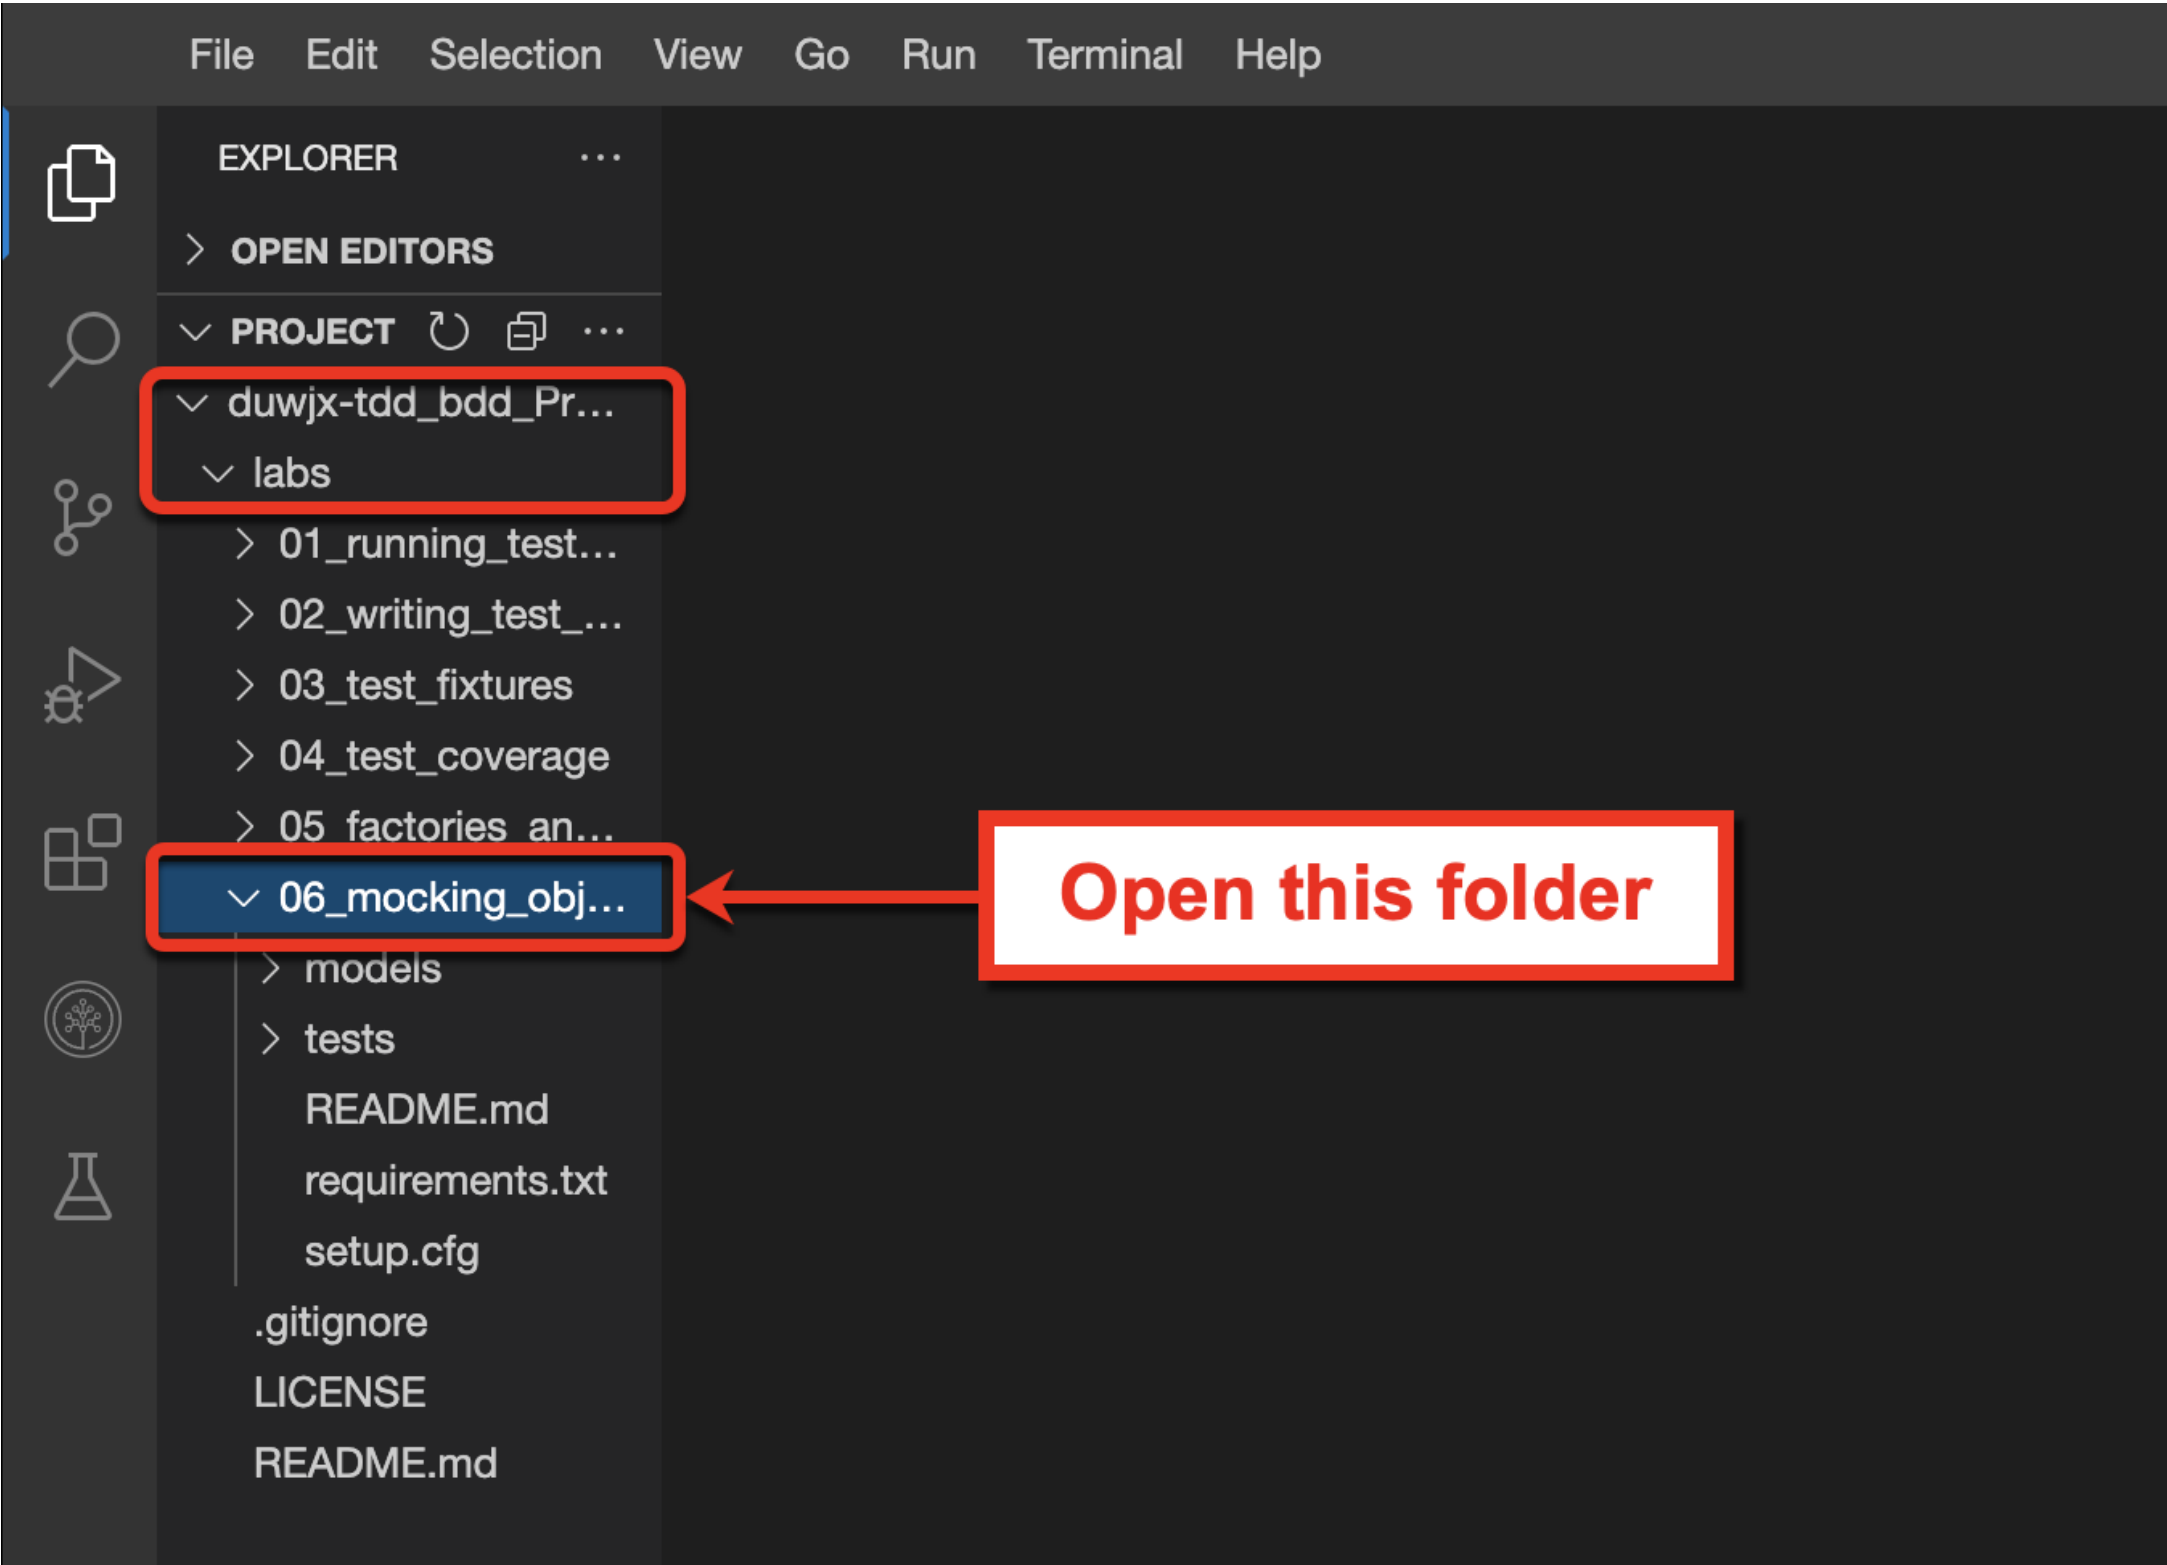 File Edit Selection View Go Run Terminal Help
EXPLORER
OPEN EDITORS
PROJECT
duwjx-tdd_bdd_Pr...
labs
01_running_test...
02_writing_test_...
03_test_fixtures
04_test_coverage
05_factories_an...
06_mocking_obj...
Open this folder
models
tests
README.md
requirements.txt
setup.cfg
.gitignore
LICENSE
README.md